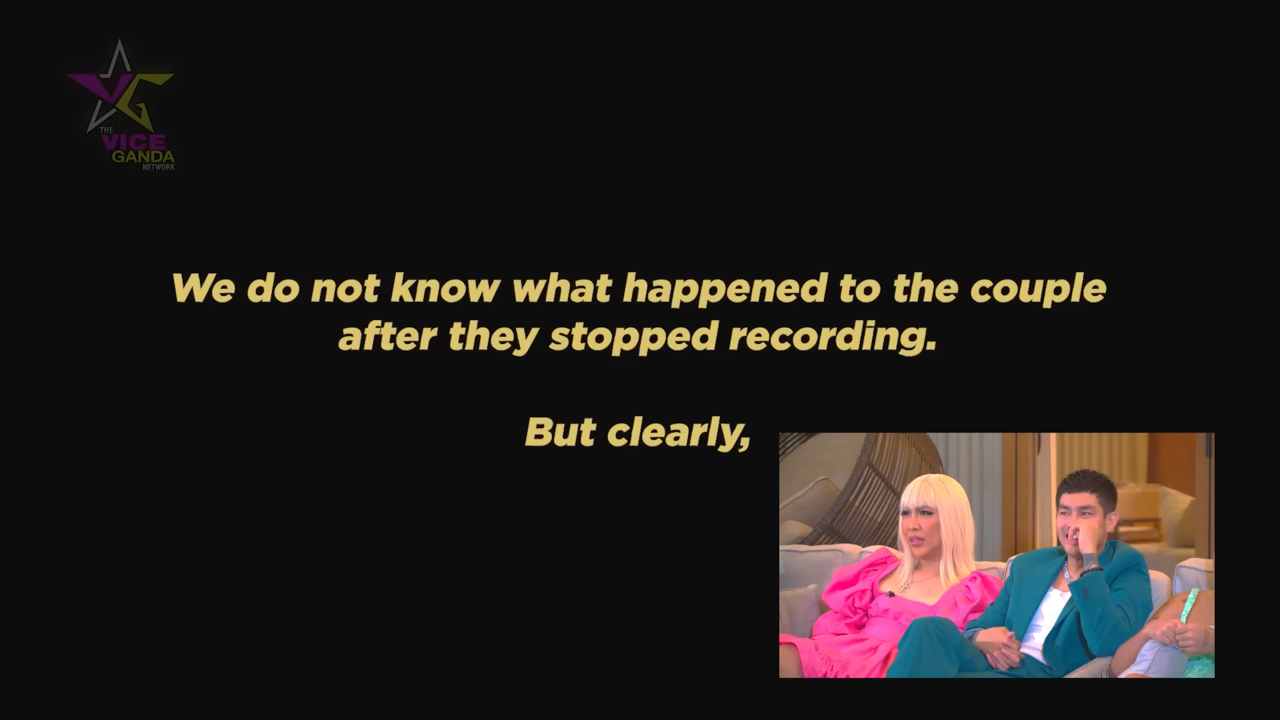 THE
VICE
GANDA
NETWORK
We do not know what happened to the couple
after they stopped recording.
But clearly,